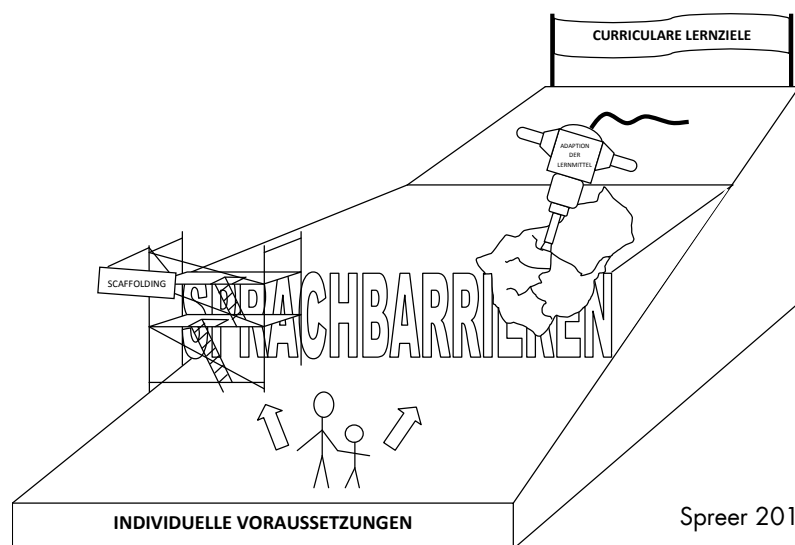 CURRICULARE LERNZIELE
ADAPTION
DER
LERNMITTEL
SCAFFOLDING
SPRACHBARRIEREN
INDIVIDUELLE VORAUSSETZUNGEN
Spreer 201